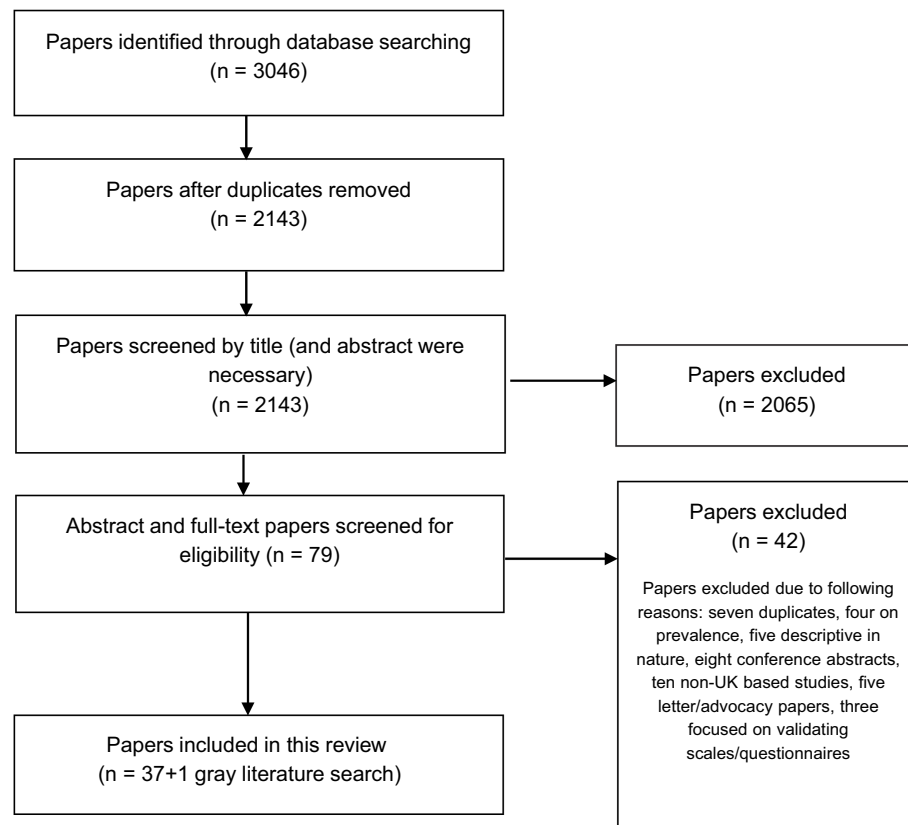 Papers identified through database searching
(n = 3046)
Papers after duplicates removed
(n = 2143)
Papers screened by title (and abstract were
necessary)
(n = 2143)
Papers excluded
(n = 2065)
Abstract and full-text papers screened for
eligibility (n = 79)
Papers excluded
(n = 42)
Papers excluded due to following
reasons: seven duplicates, four on
prevalence, five descriptive in
nature, eight conference abstracts,
ten non-UK based studies, five
letter/advocacy papers, three
focused on validating
scales/questionnaires
Papers included in this review
(n = 37+1 gray literature search)